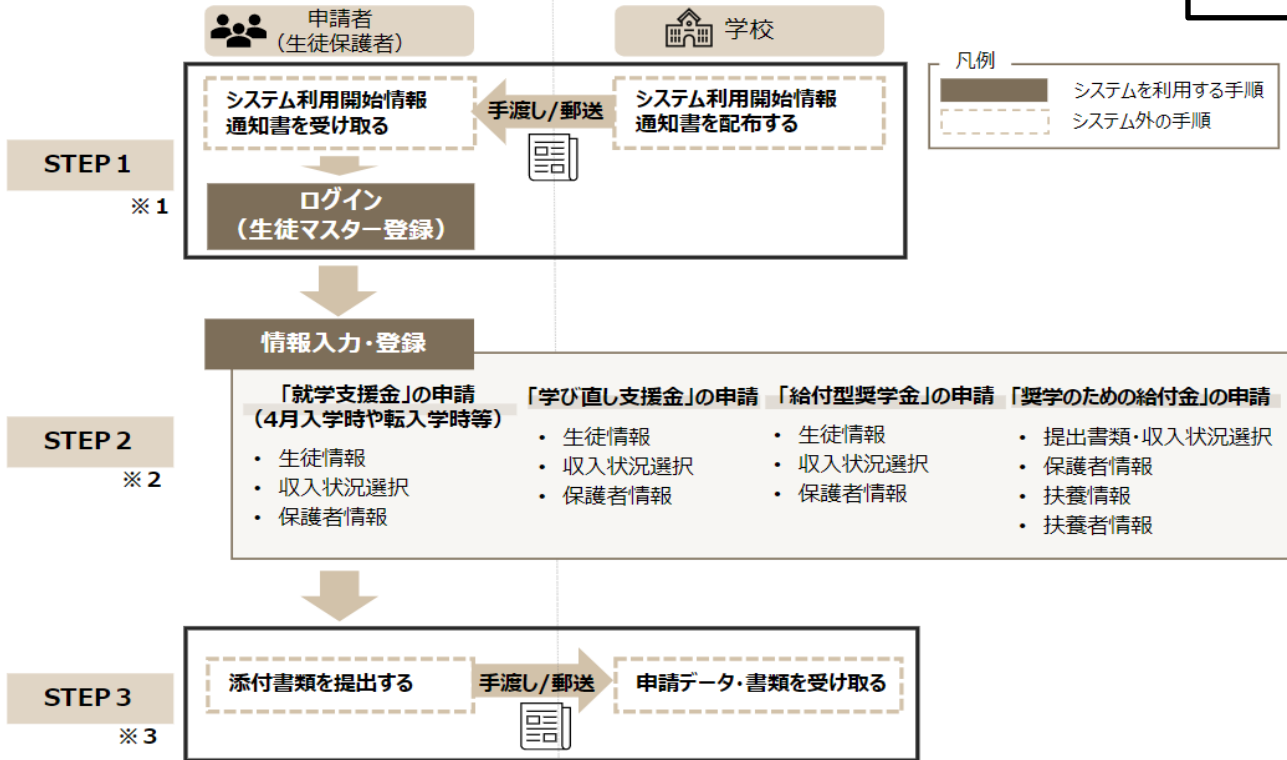 申請者
（生徒保護者）
学校
凡例
システムを利用する手順
システム外の手順
STEP 1
※1
システム利用開始情報
通知書を受け取る
手渡し/郵送
システム利用開始情報
通知書を配布する
ログイン
（生徒マスター登録）
STEP 2
※2
情報入力・登録
「就学支援金」の申請
（4月入学時や転入学時等）
• 生徒情報
• 収入状況選択
• 保護者情報
「学び直し支援金」の申請
• 生徒情報
• 収入状況選択
• 保護者情報
「給付型奨学金」の申請
• 生徒情報
• 収入状況選択
• 保護者情報
「奨学のための給付金」の申請
• 提出書類・収入状況選択
• 保護者情報
• 扶養情報
• 扶養者情報
STEP 3
※3
添付書類を提出する
手渡し/郵送
申請データ・書類を受け取る